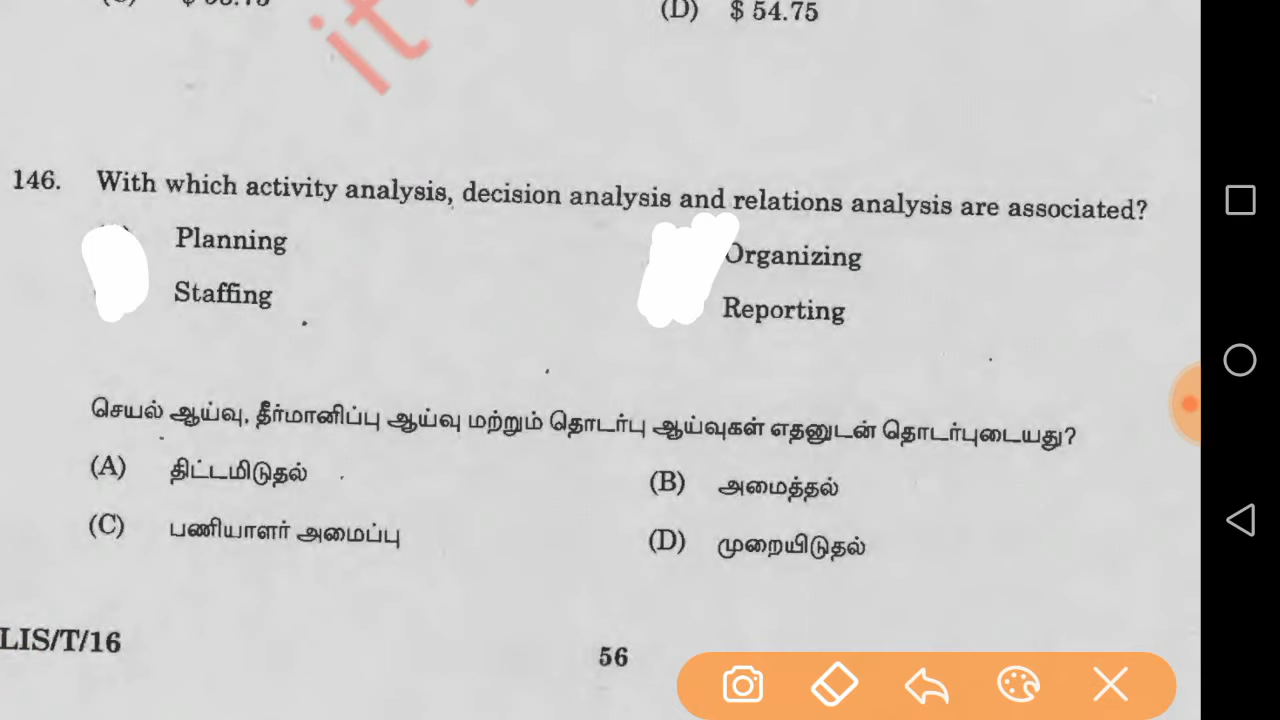 (D) $ 54.75
it
146. With which activity analysis, decision analysis and relations analysis are associated?
Planning
Organizing
Staffing
Reporting
செயல் ஆய்வு, தீர்மானிப்பு ஆய்வு மற்றும் தொடர்பு ஆய்வுகள் எதனுடன் தொடர்புடையது?
(A) திட்டமிடுதல்
(B) அமைத்தல்
(C) பணியாளர் அமைப்பு
(D) முறையிடுதல்
LIS/T/16
56